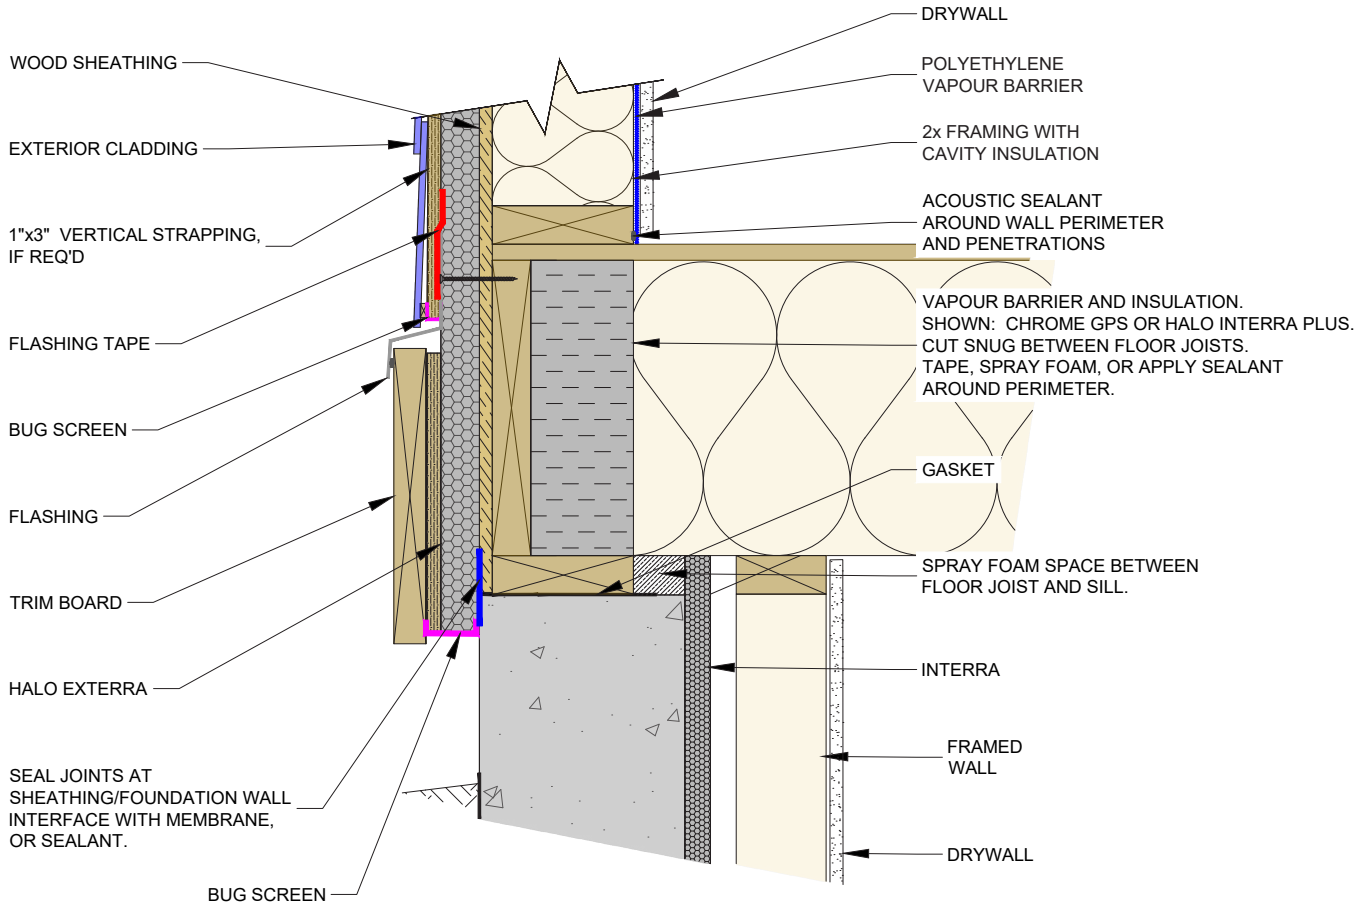 WOOD SHEATHING
EXTERIOR CLADDING
1"x3" VERTICAL STRAPPING,
IF REQ'D
FLASHING TAPE
BUG SCREEN
FLASHING
TRIM BOARD
HALO EXTERRA
SEAL JOINTS AT
SHEATHING/FOUNDATION WALL
INTERFACE WITH MEMBRANE,
OR SEALANT.
BUG SCREEN
DRYWALL
POLYETHYLENE
VAPOUR BARRIER
2x FRAMING WITH
CAVITY INSULATION
ACOUSTIC SEALANT
AROUND WALL PERIMETER
AND PENETRATIONS
VAPOUR BARRIER AND INSULATION.
SHOWN: CHROME GPS OR HALO INTERRA PLUS.
CUT SNUG BETWEEN FLOOR JOISTS.
TAPE, SPRAY FOAM, OR APPLY SEALANT
AROUND PERIMETER.
GASKET
SPRAY FOAM SPACE BETWEEN
FLOOR JOIST AND SILL.
INTERRA
FRAMED
WALL
DRYWALL